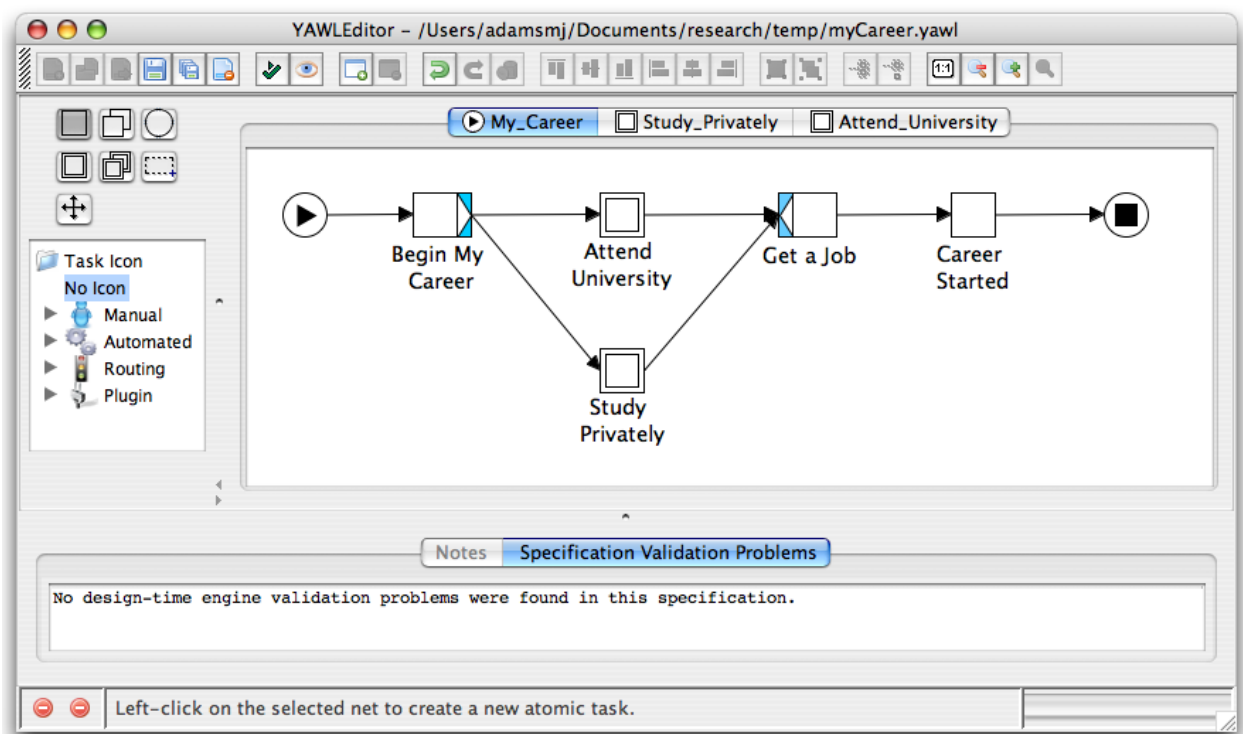 YAWLEditor – /Users/adamsmj/Documents/research/temp/myCareer.yawl
1:1
My_Career
Study_Privately
Attend_University
Task Icon
No Icon
Manual
Automated
Routing
Plugin
Begin My
Career
Attend
University
Get a Job
Career
Started
Study
Privately
Notes
Specification Validation Problems
No design-time engine validation problems were found in this specification.
Left-click on the selected net to create a new atomic task.